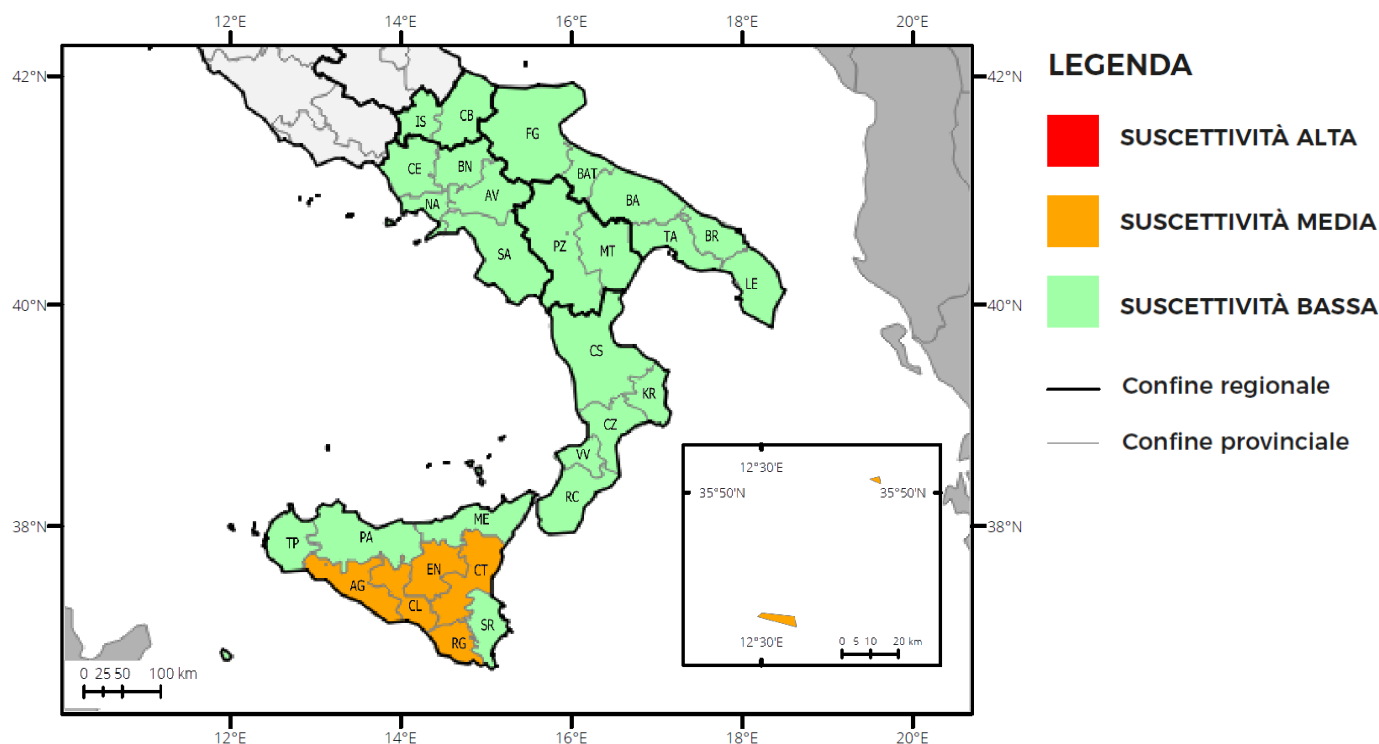 12°E 14°E 16°E 18°E 20°E
42°N 42°N
40°N 40°N
38°N 38°N
IS CB FG
CE BN BAT
NA AV BA
SA PZ MT TA BR
LE
CS
KR
CZ
VV
RC
TP PA ME
AG EN CT
CL SR
RG
12°30'E
35°50'N 35°50'N
12°30'E
0 5 10 20 km
0 25 50 100 km
12°E 14°E 16°E 18°E 20°E
LEGENDA
SUSCETTIVITÀ ALTA
SUSCETTIVITÀ MEDIA
SUSCETTIVITÀ BASSA
Confine regionale
Confine provinciale